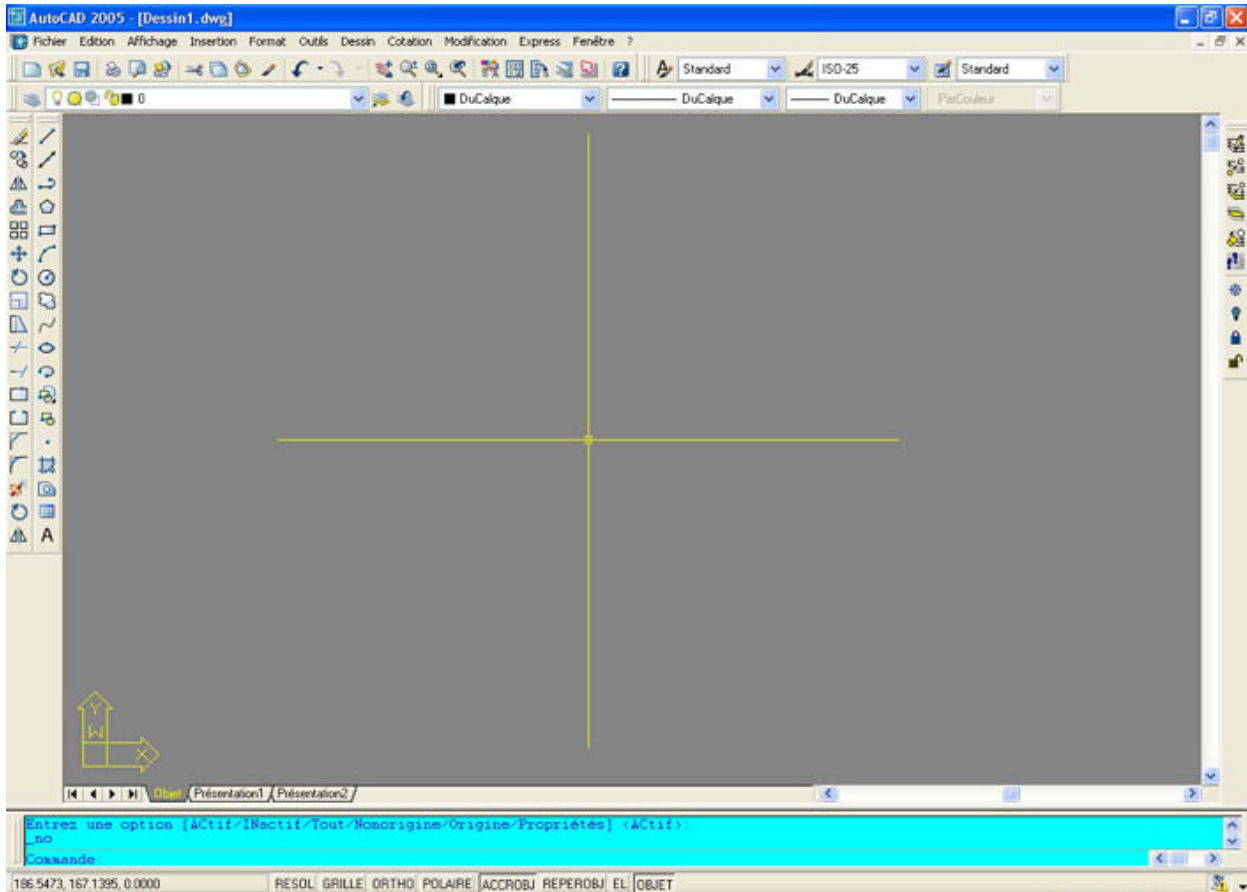 AutoCAD 2005 - [Dessin1.dwg]
Fichier Edition Affichage Insertion Format Outils Dessin Cotation Modification Express Fenêtre ?
Standard ISO-25 Standard
0 DuCalque DuCalque DuCalque ParCouleur
A
Y
W
X
Objet Présentation1 Présentation2
Entrez une option [ACtif/INactif/Tout/Nonorigine/Origine/Propriétés] <ACtif>:
_no
Commande:
186.5473, 167.1395, 0.0000 RESOL GRILLE ORTHO POLAIRE ACCROBJ REPEROBJ EL OBJET